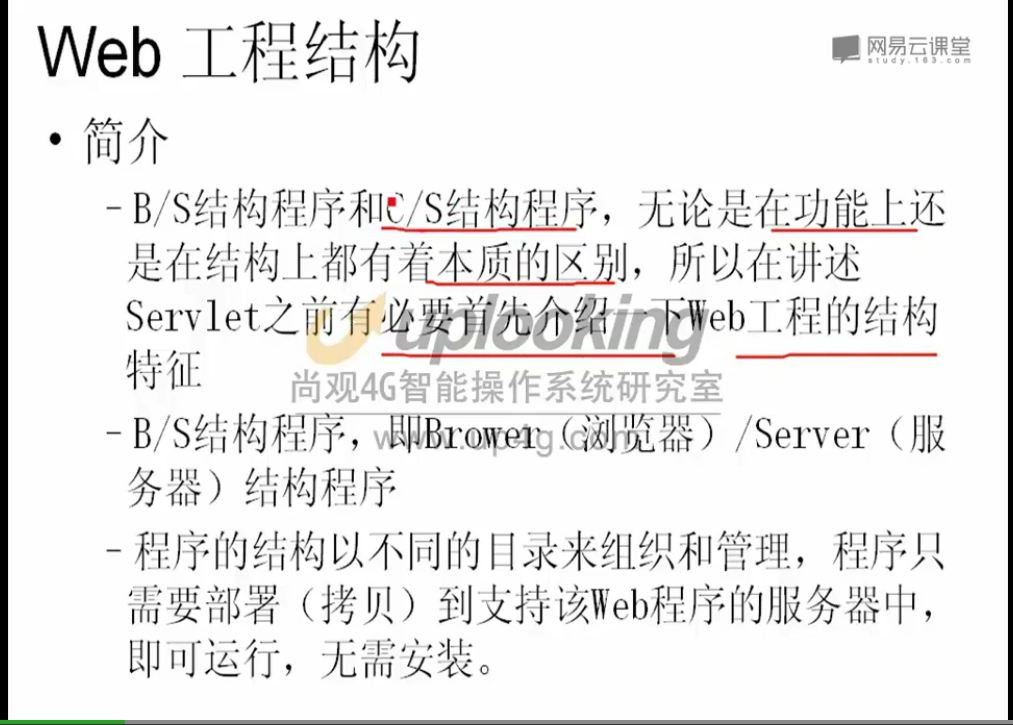 Web 工程结构
网易云课堂
study.163.com
• 简介
– B/S结构程序和C/S结构程序，无论是在功能上还
是在结构上都有着本质的区别，所以在讲述
Servlet之前有必要首先介绍一下Web工程的结构
特征
uplooking
尚观4G智能操作系统研究室
– B/S结构程序，即Brower（浏览器）/Server（服
务器）结构程序
www.up4g.com
– 程序的结构以不同的目录来组织和管理，程序只
需要部署（拷贝）到支持该Web程序的服务器中，
即可运行，无需安装。